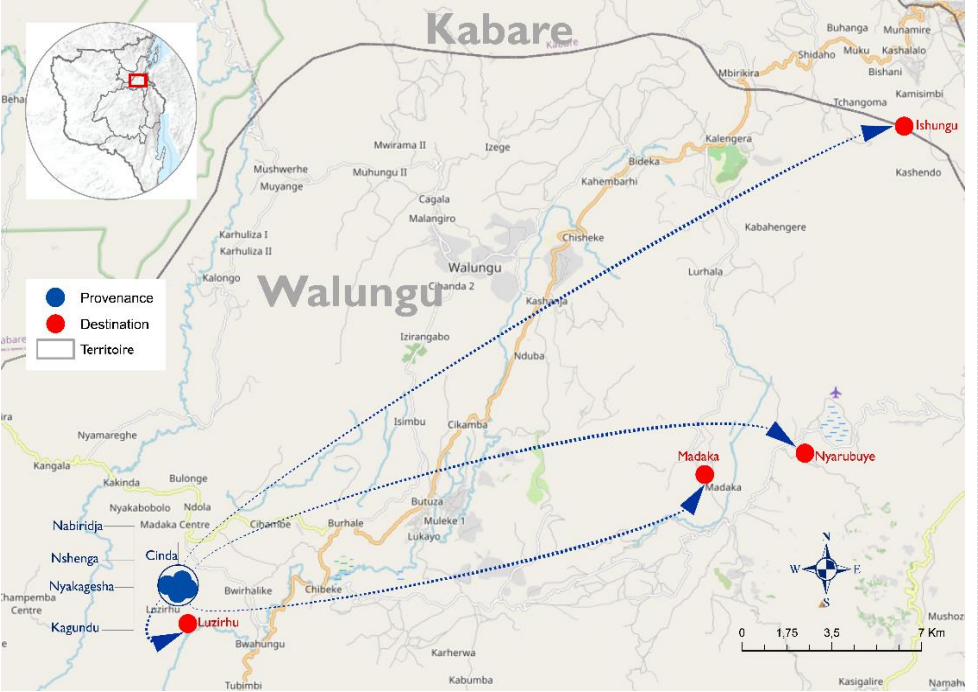 Kabare
Kabare
Buhanga
Munamire
Shidaho
Muku
Kashalalo
Mbirikira
Bishani
Kamisimbi
Tchangoma
Ishungu
Kalengera
Mwirama II
Izege
Bideka
Mushwerhe
Muhungu II
Kashendo
Muyange
Kahembarhi
Cagala
Malangiro
Kabahengere
Karhuliza I
Chisheke
Karhuliza II
Walungu
Lurhala
Kalongo
Cibanda 2
Walungu
Kashanja
Provenance
Destination
Territoire
Izirangabo
Nduba
Isimbu
Cikamba
Nyamareghe
Kangala
Madaka
Nyarubuye
Kakinda
Bulonge
Madaka
Nyakabobolo
Ndola
Butuza
Nabiridja
Madaka Centre
Cibambe
Burhale
Muleke 1
Lukayo
Nshenga
Cinda
N
W
E
S
Nyakagesha
Bwirhalike
Chibeke
Champemba
Centre
Lazirhu
Luzirhu
Kagundu
Bwahungu
Karherwa
0 1,75 3,5 7 Km
Tubimbi
Kabumba
Kasigalire